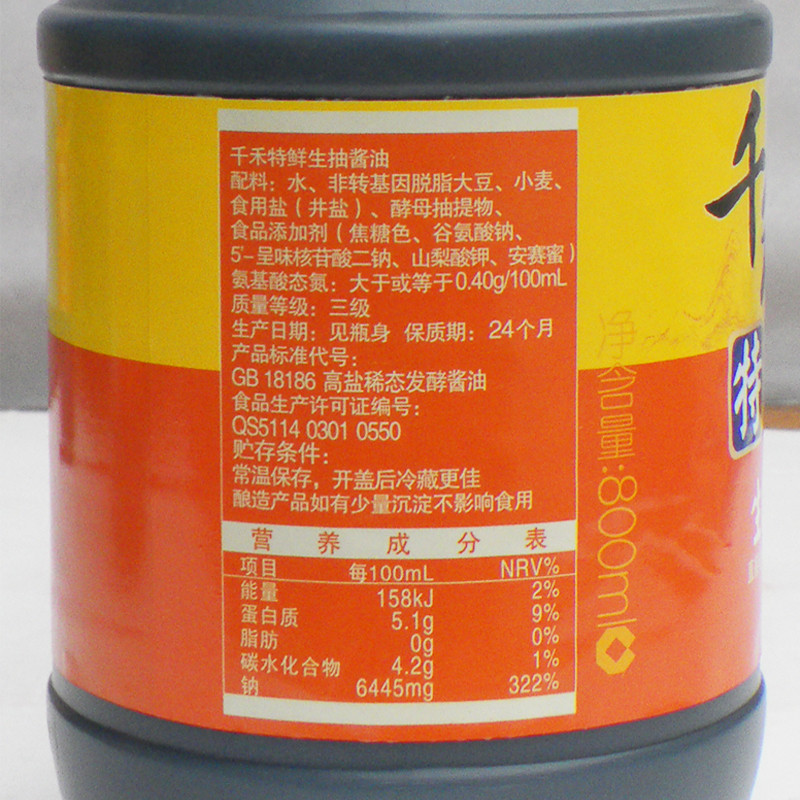 千禾特鲜生抽酱油
配料：水、非转基因脱脂大豆、小麦、
食用盐（井盐）、酵母抽提物、
食品添加剂（焦糖色、谷氨酸钠、
5'-呈味核苷酸二钠、山梨酸钾、安赛蜜）
氨基酸态氮：大于或等于0.40g/100mL
质量等级：三级
生产日期：见瓶身 保质期：24个月
产品标准代号：
GB 18186 高盐稀态发酵酱油
食品生产许可证编号：
QS5114 0301 0550
贮存条件：
常温保存，开盖后冷藏更佳
酿造产品如有少量沉淀不影响食用
营养成分表
项目 每100mL NRV%
能量 158kJ 2%
蛋白质 5.1g 9%
脂肪 0g 0%
碳水化合物 4.2g 1%
钠 6445mg 322%
净含量:800ml
千
特